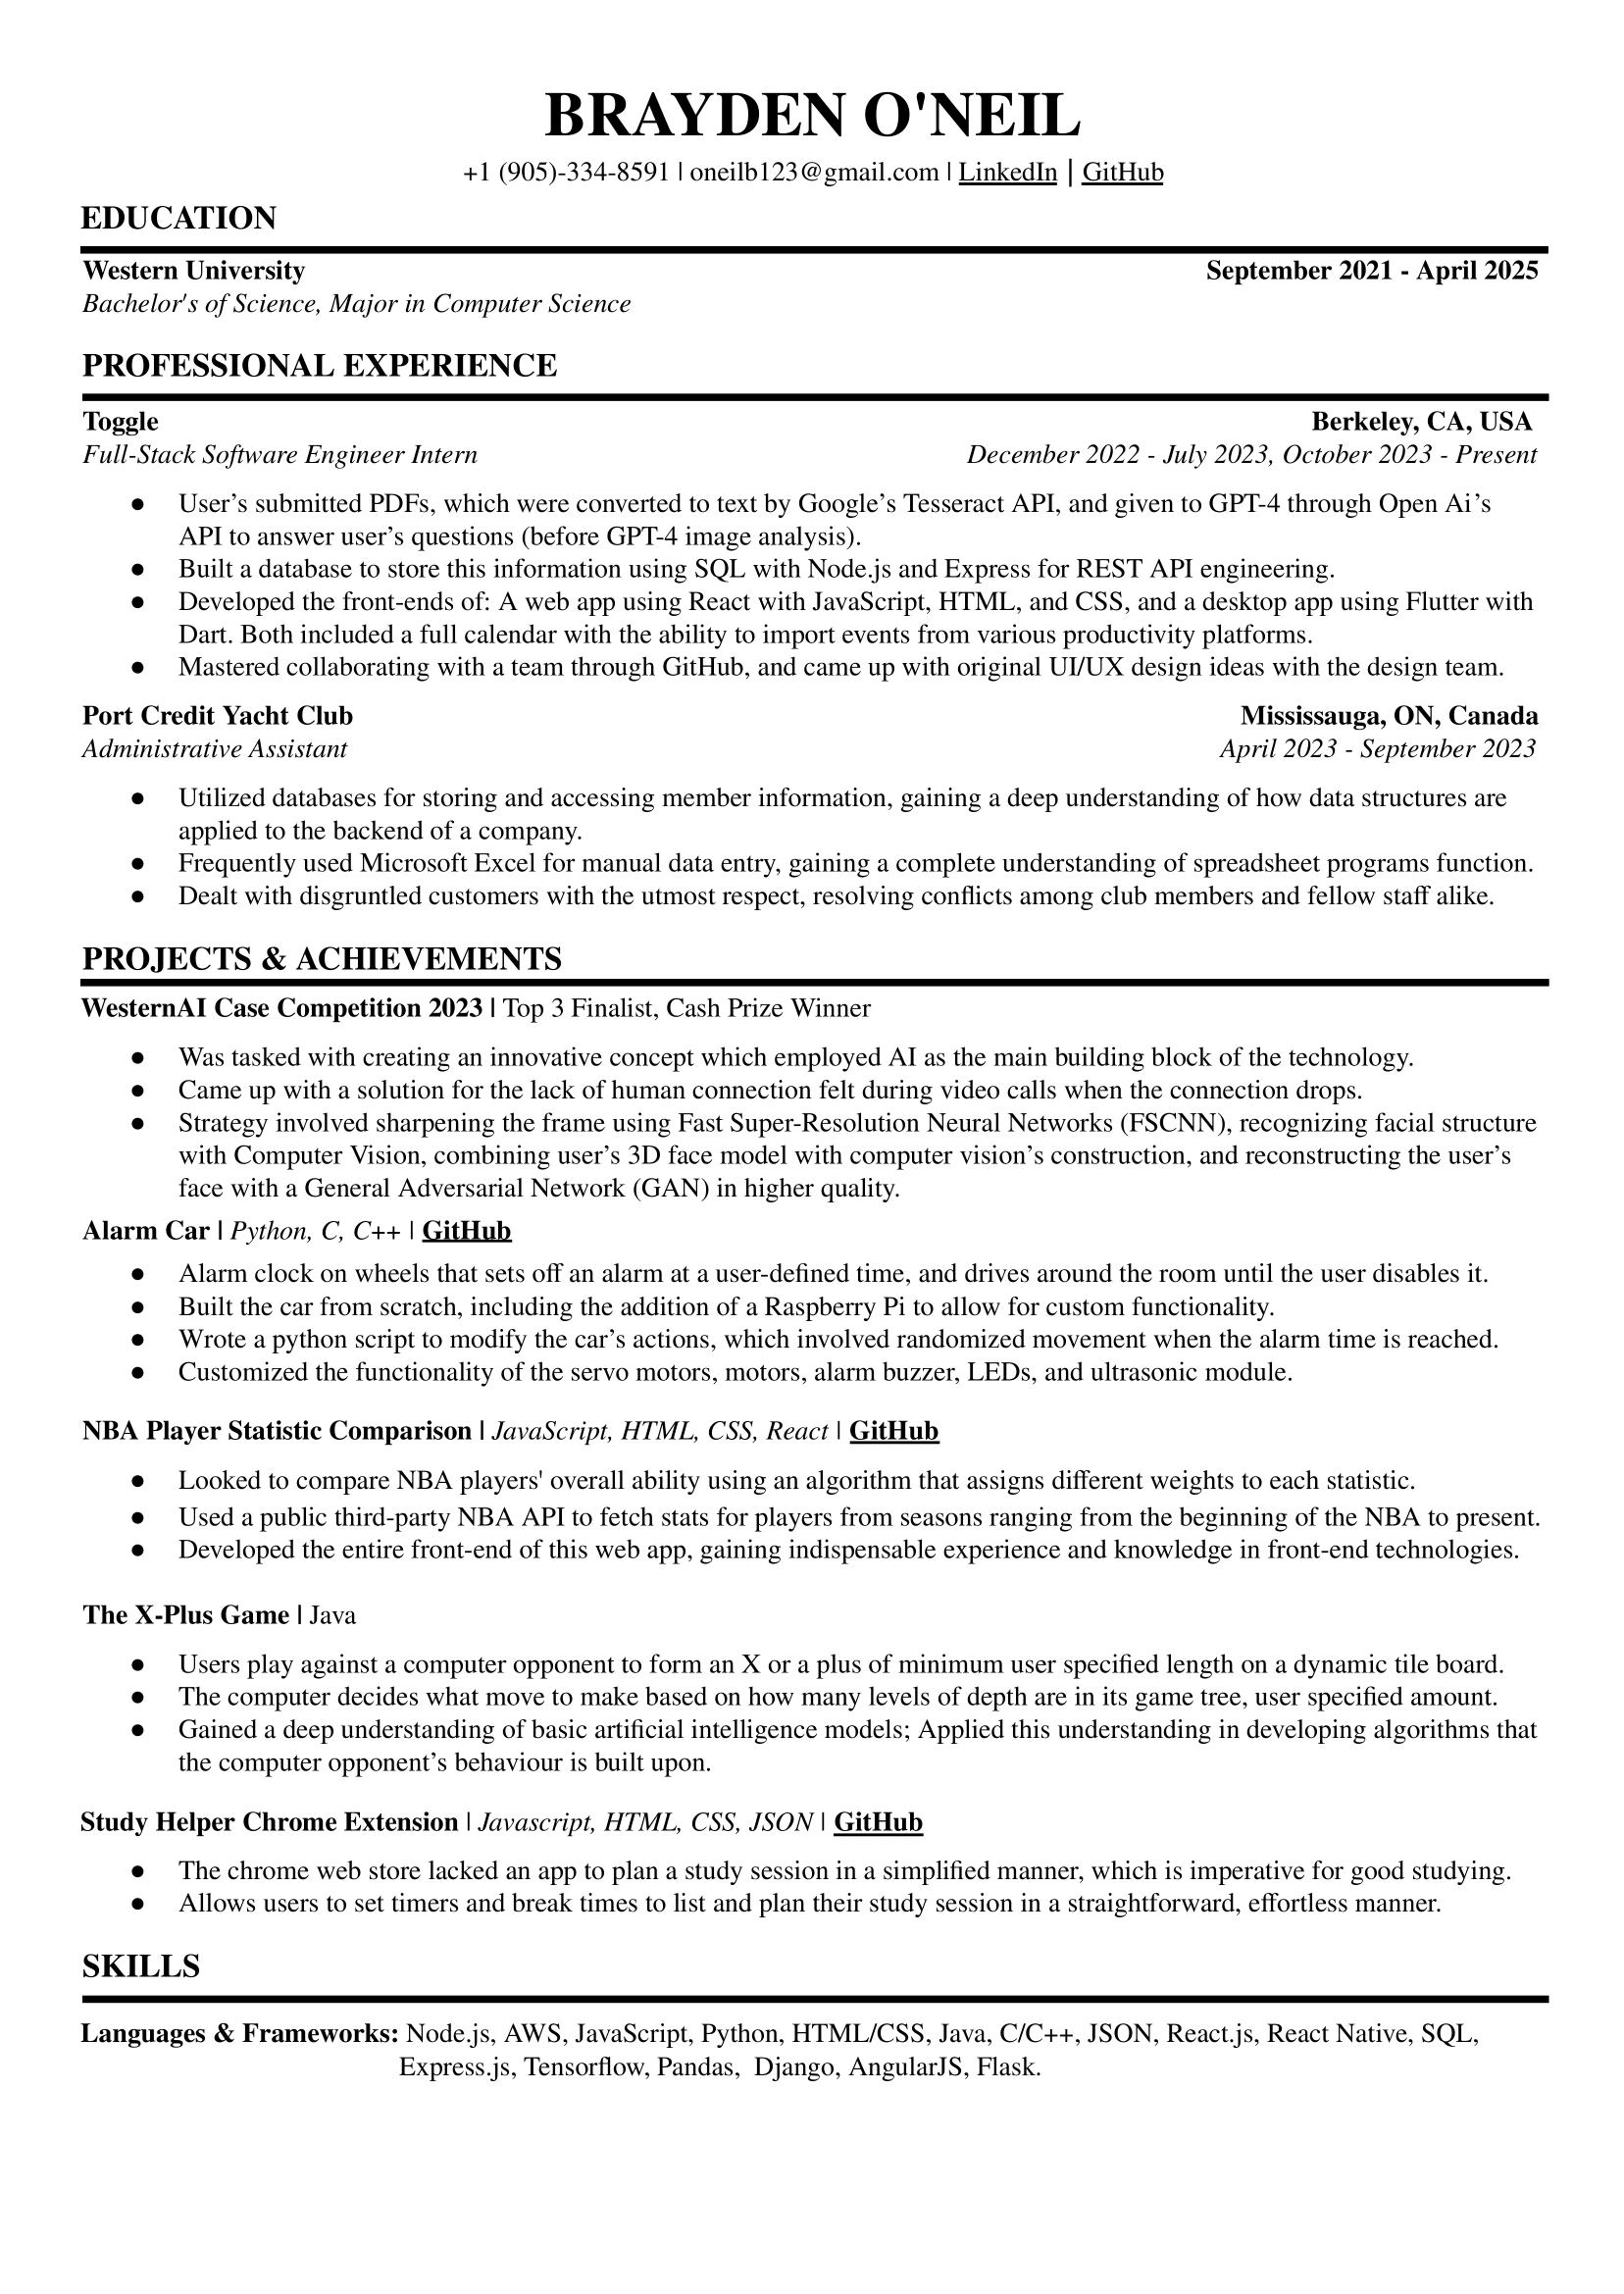 BRAYDEN O'NEIL
+1 (905)-334-8591 | oneilb123@gmail.com | LinkedIn | GitHub
EDUCATION
Western University September 2021 - April 2025
Bachelor's of Science, Major in Computer Science
PROFESSIONAL EXPERIENCE
Toggle Berkeley, CA, USA
Full-Stack Software Engineer Intern December 2022 - July 2023, October 2023 - Present
● User’s submitted PDFs, which were converted to text by Google’s Tesseract API, and given to GPT-4 through Open Ai’s
API to answer user’s questions (before GPT-4 image analysis).
● Built a database to store this information using SQL with Node.js and Express for REST API engineering.
● Developed the front-ends of: A web app using React with JavaScript, HTML, and CSS, and a desktop app using Flutter with
Dart. Both included a full calendar with the ability to import events from various productivity platforms.
● Mastered collaborating with a team through GitHub, and came up with original UI/UX design ideas with the design team.
Port Credit Yacht Club Mississauga, ON, Canada
Administrative Assistant April 2023 - September 2023
● Utilized databases for storing and accessing member information, gaining a deep understanding of how data structures are
applied to the backend of a company.
● Frequently used Microsoft Excel for manual data entry, gaining a complete understanding of spreadsheet programs function.
● Dealt with disgruntled customers with the utmost respect, resolving conflicts among club members and fellow staff alike.
PROJECTS & ACHIEVEMENTS
WesternAI Case Competition 2023 | Top 3 Finalist, Cash Prize Winner
● Was tasked with creating an innovative concept which employed AI as the main building block of the technology.
● Came up with a solution for the lack of human connection felt during video calls when the connection drops.
● Strategy involved sharpening the frame using Fast Super-Resolution Neural Networks (FSCNN), recognizing facial structure
with Computer Vision, combining user’s 3D face model with computer vision’s construction, and reconstructing the user’s
face with a General Adversarial Network (GAN) in higher quality.
Alarm Car | Python, C, C++ | GitHub
● Alarm clock on wheels that sets off an alarm at a user-defined time, and drives around the room until the user disables it.
● Built the car from scratch, including the addition of a Raspberry Pi to allow for custom functionality.
● Wrote a python script to modify the car’s actions, which involved randomized movement when the alarm time is reached.
● Customized the functionality of the servo motors, motors, alarm buzzer, LEDs, and ultrasonic module.
NBA Player Statistic Comparison | JavaScript, HTML, CSS, React | GitHub
● Looked to compare NBA players' overall ability using an algorithm that assigns different weights to each statistic.
● Used a public third-party NBA API to fetch stats for players from seasons ranging from the beginning of the NBA to present.
● Developed the entire front-end of this web app, gaining indispensable experience and knowledge in front-end technologies.
The X-Plus Game | Java
● Users play against a computer opponent to form an X or a plus of minimum user specified length on a dynamic tile board.
● The computer decides what move to make based on how many levels of depth are in its game tree, user specified amount.
● Gained a deep understanding of basic artificial intelligence models; Applied this understanding in developing algorithms that
the computer opponent’s behaviour is built upon.
Study Helper Chrome Extension | Javascript, HTML, CSS, JSON | GitHub
● The chrome web store lacked an app to plan a study session in a simplified manner, which is imperative for good studying.
● Allows users to set timers and break times to list and plan their study session in a straightforward, effortless manner.
SKILLS
Languages & Frameworks: Node.js, AWS, JavaScript, Python, HTML/CSS, Java, C/C++, JSON, React.js, React Native, SQL,
Express.js, Tensorflow, Pandas, Django, AngularJS, Flask.